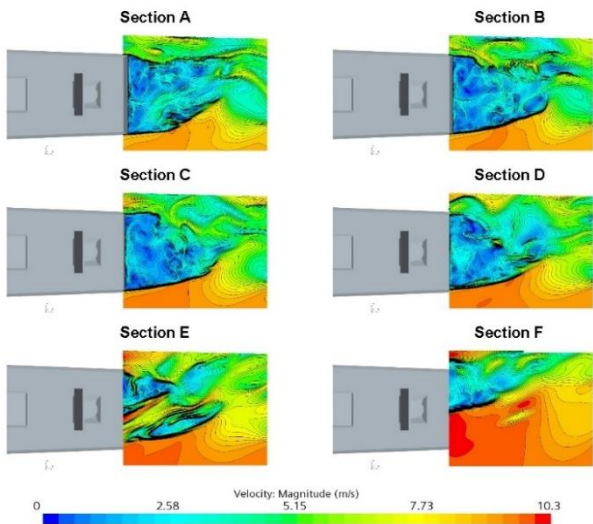 Section A
Section B
Section C
Section D
Section E
Section F
Velocity: Magnitude (m/s)
0 2.58 5.15 7.73 10.3